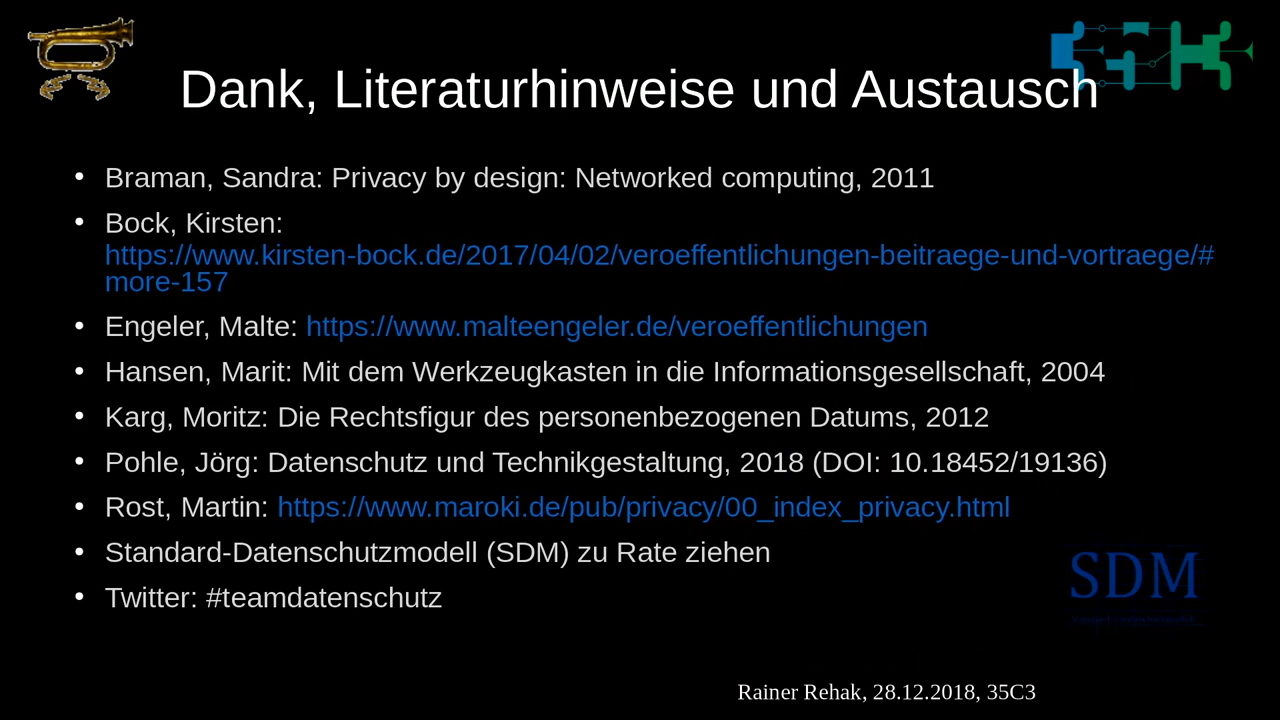 Dank, Literaturhinweise und Austausch
• Braman, Sandra: Privacy by design: Networked computing, 2011
• Bock, Kirsten:
https://www.kirsten-bock.de/2017/04/02/veroeffentlichungen-beitraege-und-vortraege/#
more-157
• Engeler, Malte: https://www.malteengeler.de/veroeffentlichungen
• Hansen, Marit: Mit dem Werkzeugkasten in die Informationsgesellschaft, 2004
• Karg, Moritz: Die Rechtsfigur des personenbezogenen Datums, 2012
• Pohle, Jörg: Datenschutz und Technikgestaltung, 2018 (DOI: 10.18452/19136)
• Rost, Martin: https://www.maroki.de/pub/privacy/00_index_privacy.html
• Standard-Datenschutzmodell (SDM) zu Rate ziehen
• Twitter: #teamdatenschutz
SDM
Rainer Rehak, 28.12.2018, 35C3